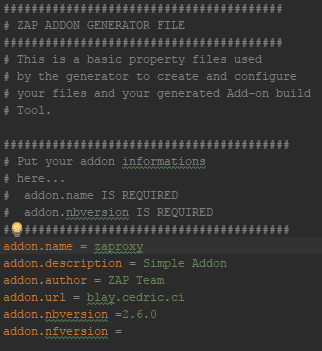 ########################################
# ZAP ADDON GENERATOR FILE
########################################
# This is a basic property files used
# by the generator to create and configure
# your files and your generated Add-on build
# Tool.
#########################################
# Put your addon informations
# here...
#  addon.name IS REQUIRED
#  addon.nbversion IS REQUIRED
#########################################
addon.name = zaproxy
addon.description = Simple Addon
addon.author = ZAP Team
addon.url = blay.cedric.ci
addon.nbversion =2.6.0
addon.nfversion =